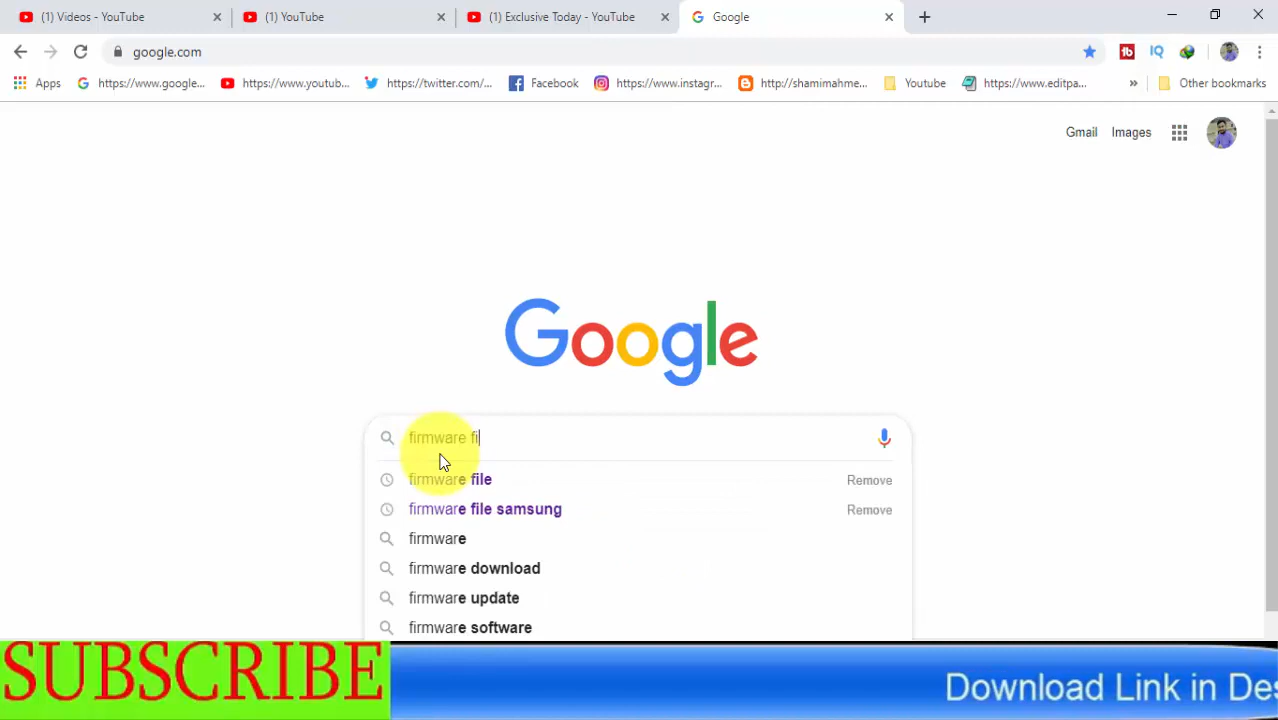 (1) Videos - YouTube
(1) YouTube
(1) Exclusive Today - YouTube
Google
google.com
Apps
https://www.google...
https://www.youtub...
https://twitter.com/...
Facebook
https://www.instagr...
http://shamimahme...
Youtube
https://www.editpa...
»
Other bookmarks
Gmail
Images
Google
firmware fi
firmware file Remove
firmware file samsung Remove
firmware
firmware download
firmware update
firmware software
SUBSCRIBE
Download Link in Des